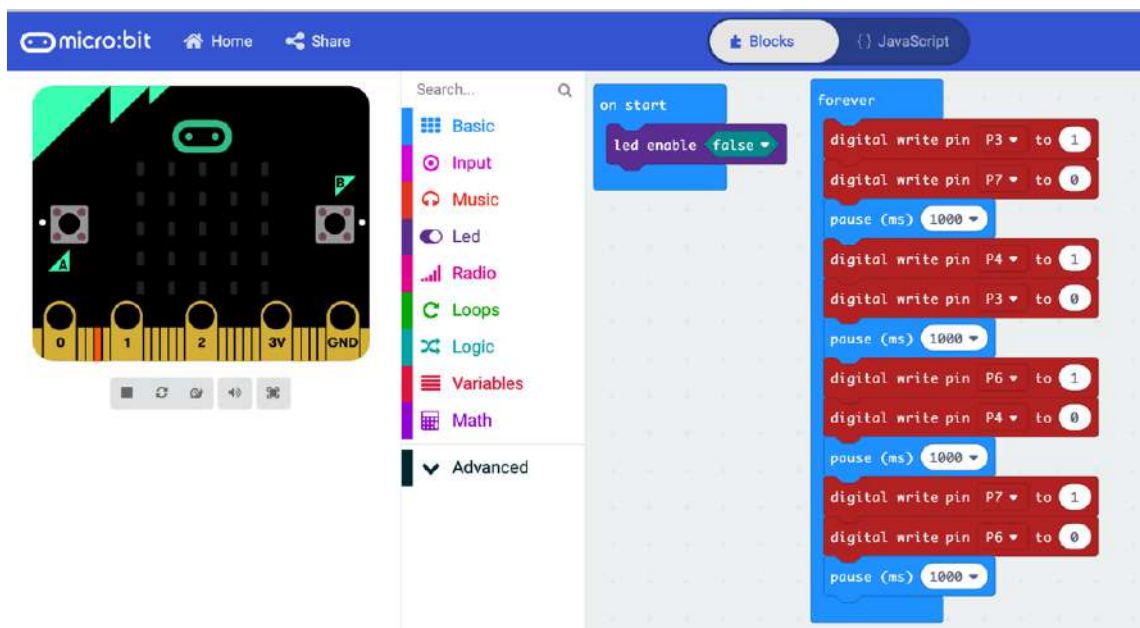 micro:bit Home Share Blocks {} JavaScript
Search...
Basic
Input
Music
Led
Radio
Loops
Logic
Variables
Math
Advanced
B
A
0 1 2 3V GND
on start
led enable false
forever
digital write pin P3 to 1
digital write pin P7 to 0
pause (ms) 1000
digital write pin P4 to 1
digital write pin P3 to 0
pause (ms) 1000
digital write pin P6 to 1
digital write pin P4 to 0
pause (ms) 1000
digital write pin P7 to 1
digital write pin P6 to 0
pause (ms) 1000